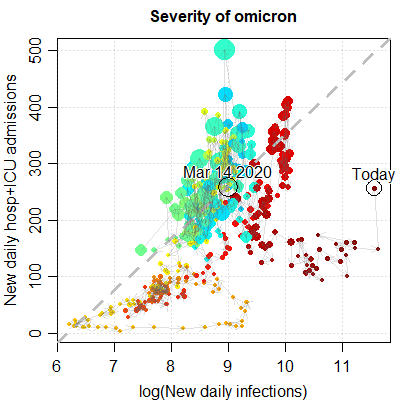 Severity of omicron
New daily hosp+ICU admissions
500
400
300
200
100
0
Mar 14,2020
Today
6 7 8 9 10 11
log(New daily infections)